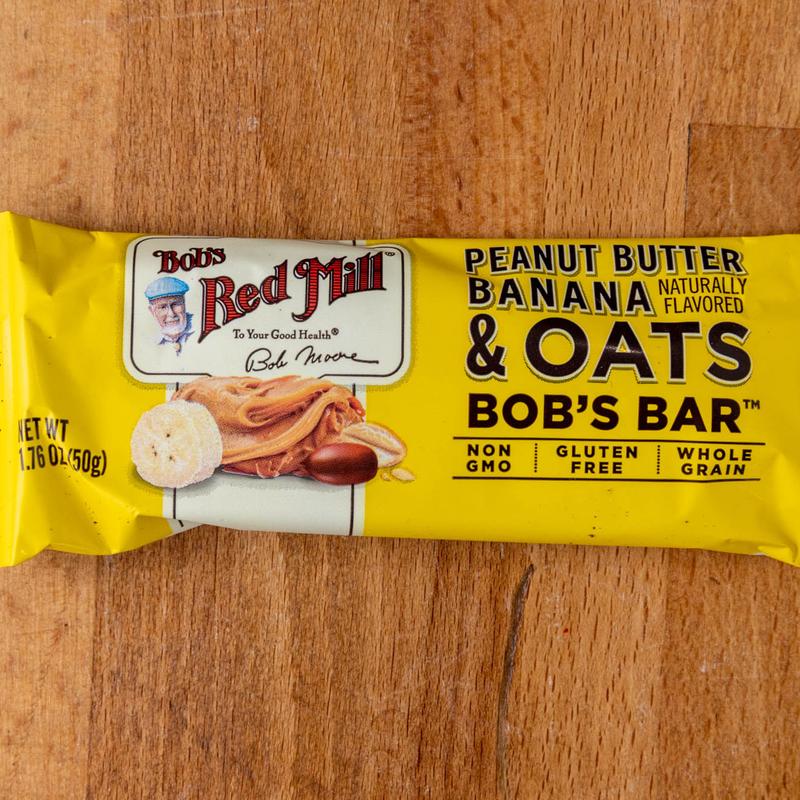 Bob's
Red Mill®
To Your Good Health®
Bob Moore
NET WT
1.76 OZ (50g)
PEANUT BUTTER
BANANA NATURALLY FLAVORED
& OATS
BOB'S BAR™
NON GMO
GLUTEN FREE
WHOLE GRAIN